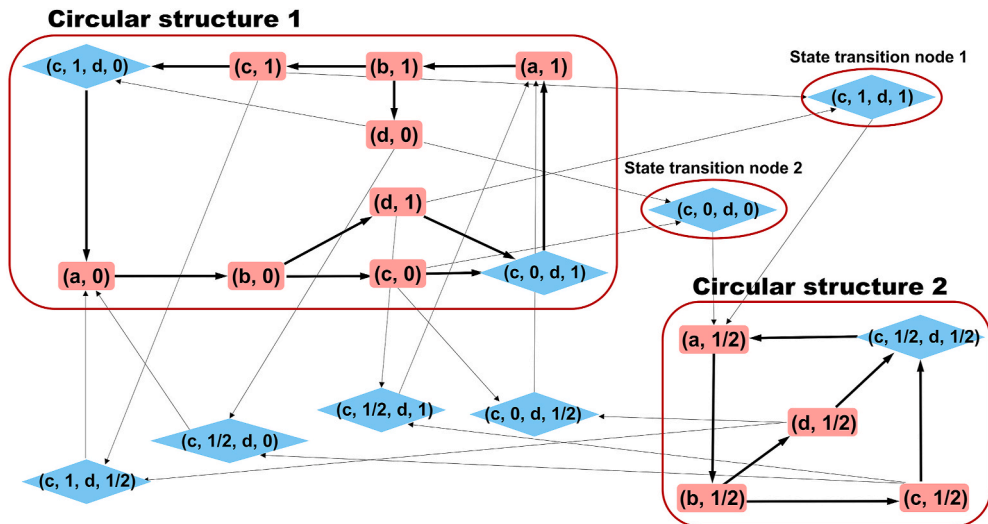 Circular structure 1
(c, 1, d, 0)
(c, 1)
(b, 1)
(a, 1)
State transition node 1
(c, 1, d, 1)
(d, 0)
State transition node 2
(d, 1)
(c, 0, d, 0)
(a, 0)
(b, 0)
(c, 0)
(c, 0, d, 1)
Circular structure 2
(a, 1/2)
(c, 1/2, d, 1/2)
(c, 1/2, d, 1)
(c, 0, d, 1/2)
(d, 1/2)
(c, 1/2, d, 0)
(c, 1, d, 1/2)
(b, 1/2)
(c, 1/2)